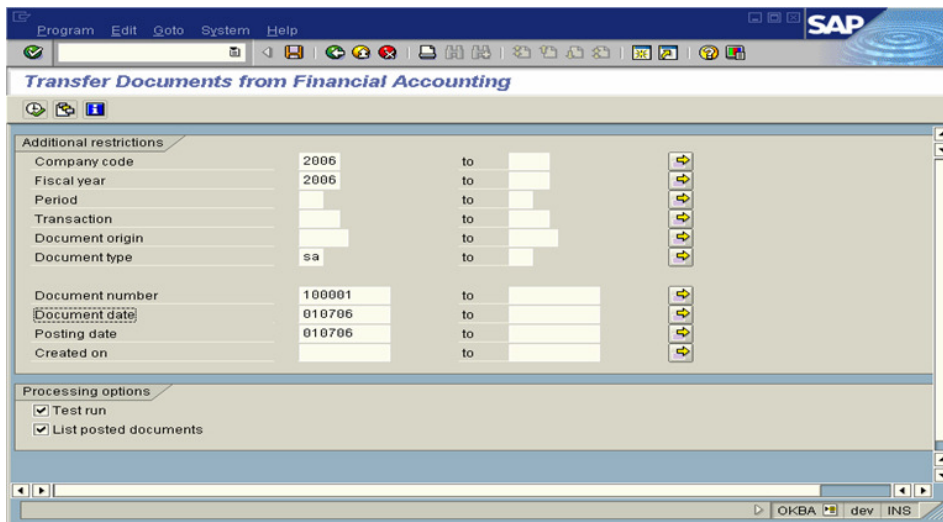 Program Edit Goto System Help
SAP
Transfer Documents from Financial Accounting
Additional restrictions
Company code 2006 to
Fiscal year 2006 to
Period to
Transaction to
Document origin to
Document type sa to
Document number 100001 to
Document date 010706 to
Posting date 010706 to
Created on to
Processing options
Test run
List posted documents
OKBA dev INS